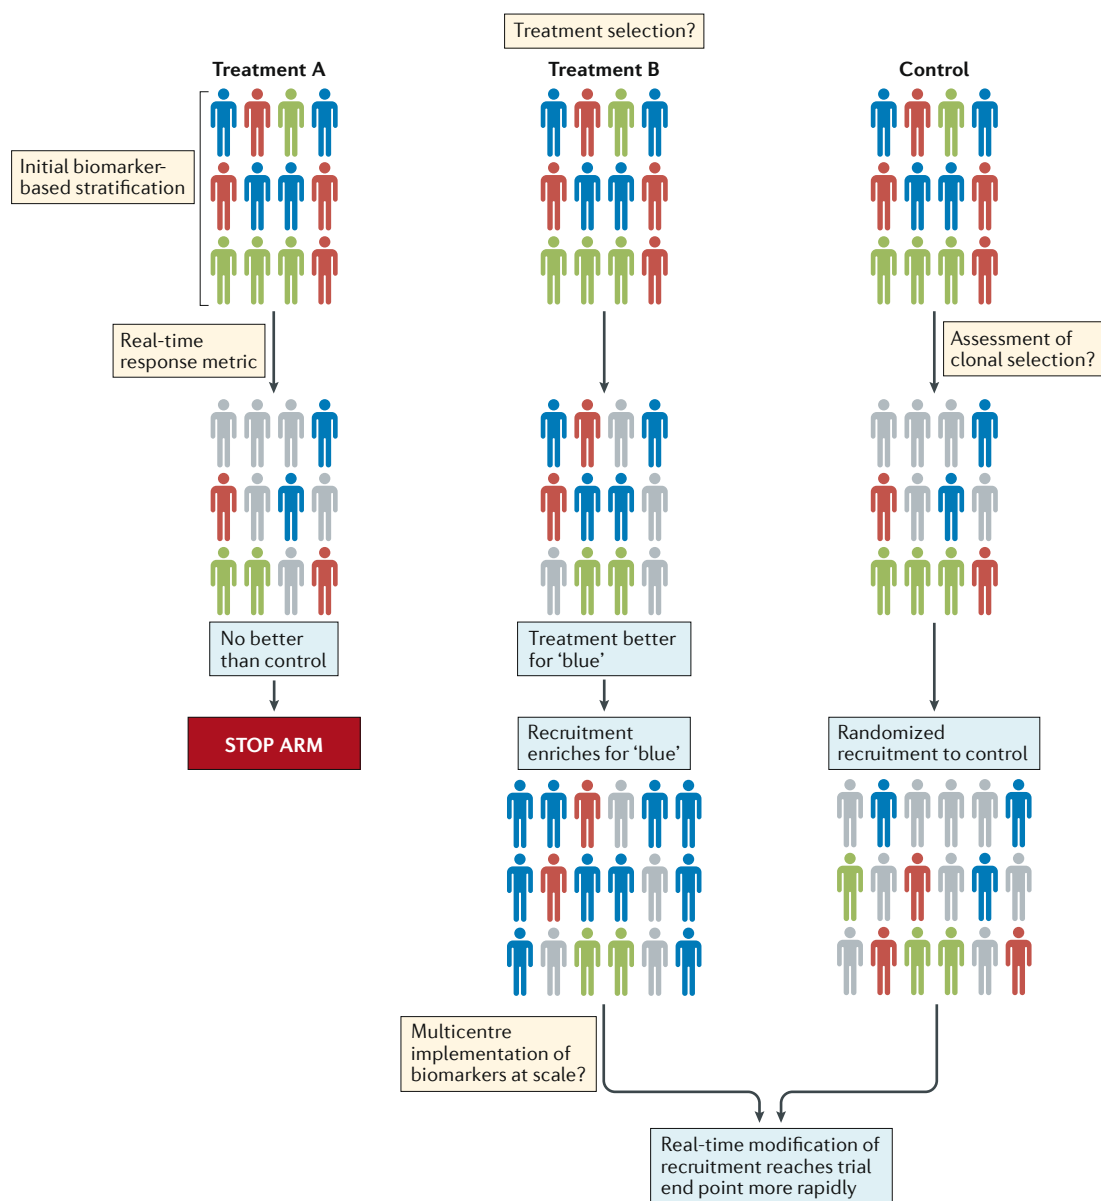 Treatment selection?
Treatment A
Treatment B
Control
Initial biomarker-
based stratification
Real-time
response metric
Assessment of
clonal selection?
No better
than control
Treatment better
for ‘blue’
STOP ARM
Recruitment
enriches for ‘blue’
Randomized
recruitment to control
Multicentre
implementation of
biomarkers at scale?
Real-time modification of
recruitment reaches trial
end point more rapidly